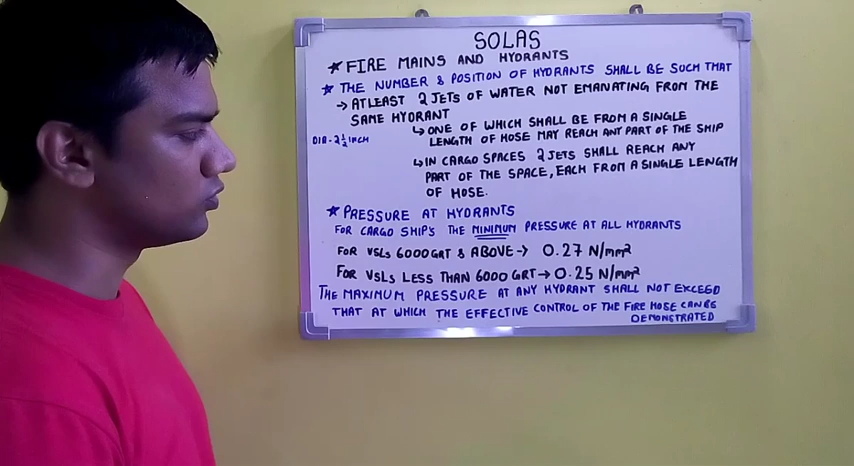 SOLAS
★ FIRE MAINS AND HYDRANTS
★ THE NUMBER & POSITION OF HYDRANTS SHALL BE SUCH THAT
→ ATLEAST 2 JETS OF WATER NOT EMANATING FROM THE
SAME HYDRANT
DIA - 2 1/2 INCH
↳ ONE OF WHICH SHALL BE FROM A SINGLE
LENGTH OF HOSE MAY REACH ANY PART OF THE SHIP
↳ IN CARGO SPACES 2 JETS SHALL REACH ANY
PART OF THE SPACE, EACH FROM A SINGLE LENGTH
OF HOSE.
★ PRESSURE AT HYDRANTS
FOR CARGO SHIP'S THE MINIMUM PRESSURE AT ALL HYDRANTS
FOR VSLS 6000 GRT & ABOVE → 0.27 N/mm²
FOR VSLS LESS THAN 6000 GRT → 0.25 N/mm²
THE MAXIMUM PRESSURE AT ANY HYDRANT SHALL NOT EXCEED
THAT AT WHICH THE EFFECTIVE CONTROL OF THE FIRE HOSE CAN BE
DEMONSTRATED